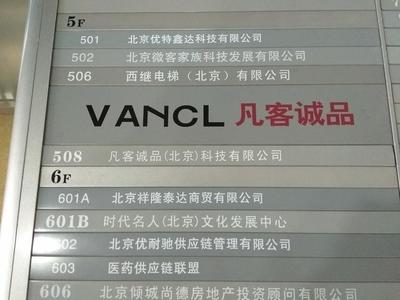 5F
501 北京优特鑫达科技有限公司
502 北京微客家族科技发展有限公司
506 西继电梯（北京）有限公司
VANCL 凡客诚品
508 凡客诚品(北京)科技有限公司
6F
601A 北京祥隆泰达商贸有限公司
601B 时代名人(北京)文化发展中心
602 北京优耐驰供应链管理有限公司
603 医药供应链联盟
606 北京倾城尚德房地产投资顾问有限公司